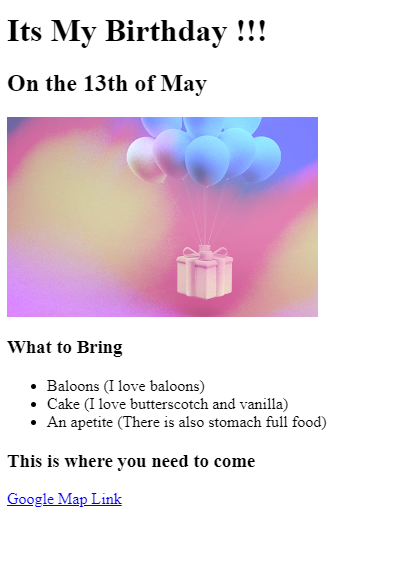 Its My Birthday !!!
On the 13th of May
What to Bring
Baloons (I love baloons)
Cake (I love butterscotch and vanilla)
An apetite (There is also stomach full food)
This is where you need to come
Google Map Link